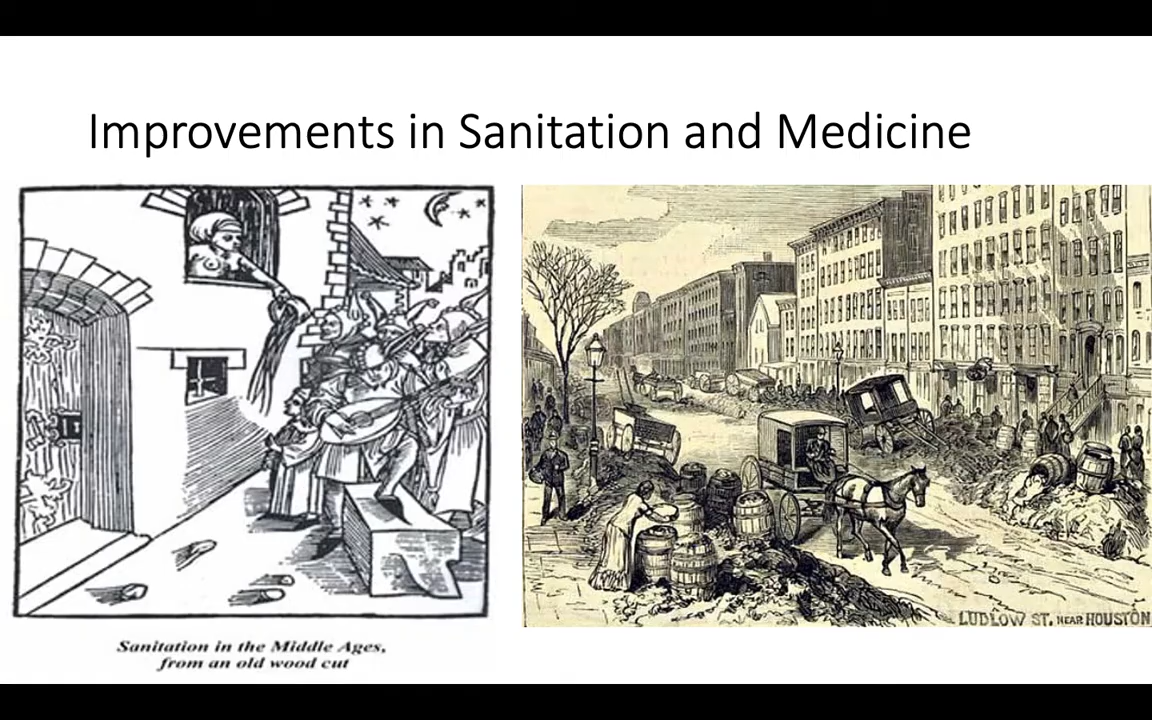 Improvements in Sanitation and Medicine
Sanitation in the Middle Ages,
from an old wood cut
LUDLOW ST. NEAR HOUSTON